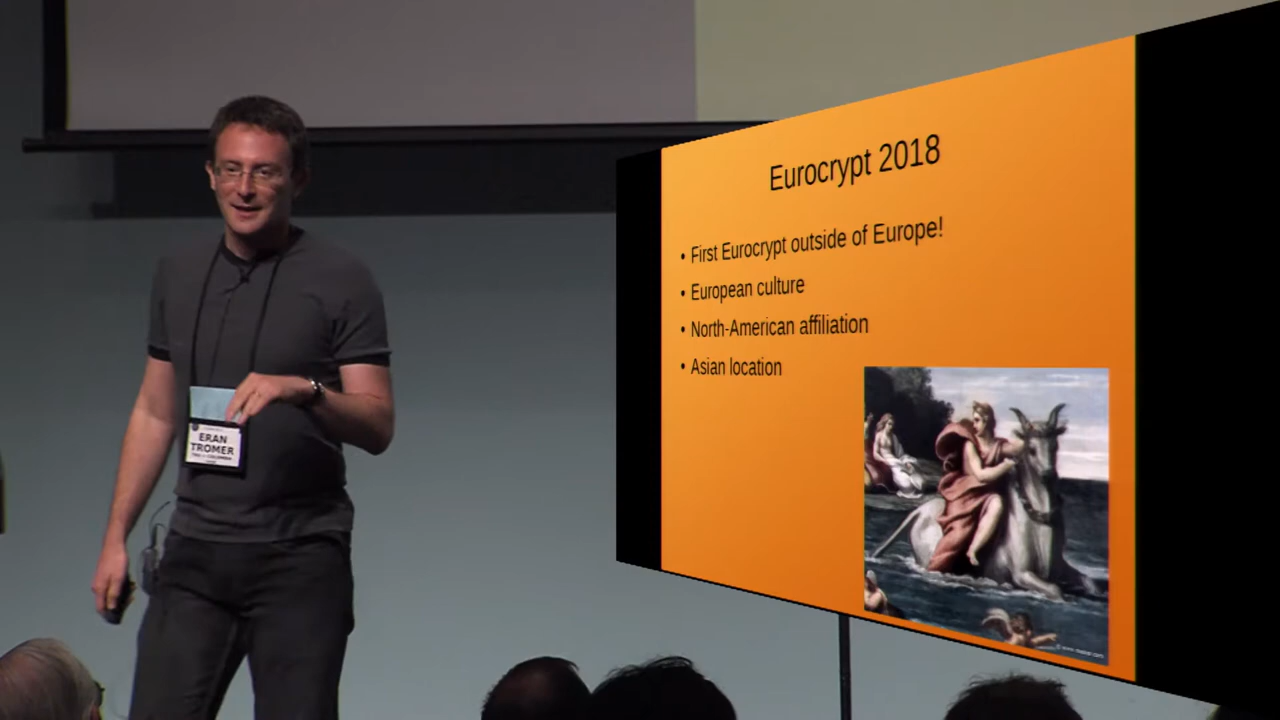 Eurocrypt 2018
• First Eurocrypt outside of Europe!
• European culture
• North-American affiliation
• Asian location
ERAN
TROMER